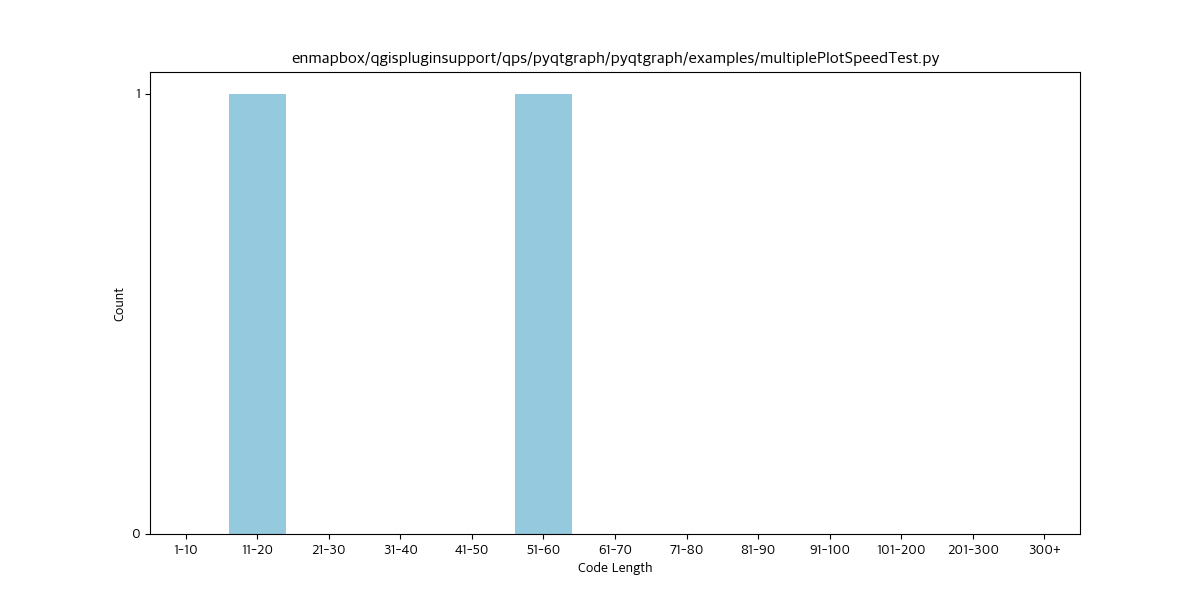 enmapbox/qgispluginsupport/qps/pyqtgraph/pyqtgraph/examples/multiplePlotSpeedTest.py
1
Count
0
1-10 11-20 21-30 31-40 41-50 51-60 61-70 71-80 81-90 91-100 101-200 201-300 300+
Code Length